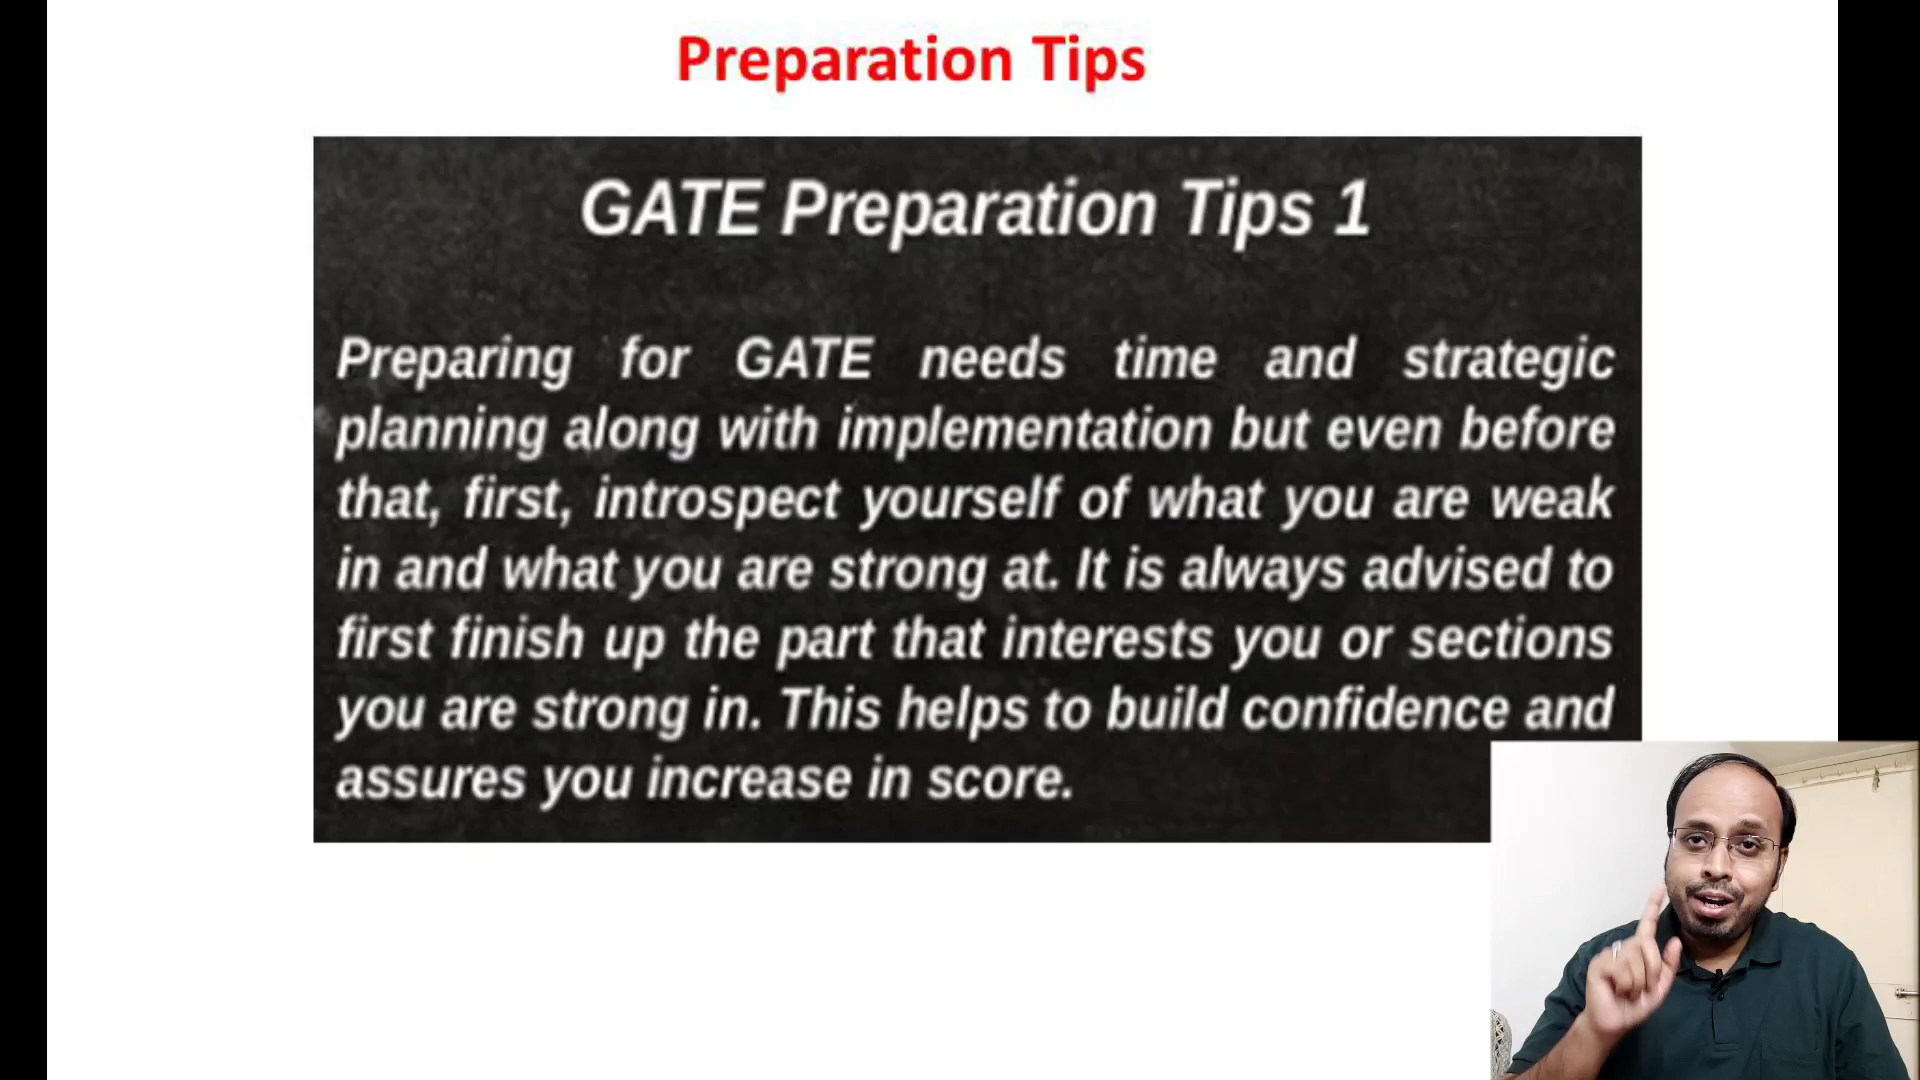 Preparation Tips
GATE Preparation Tips 1
Preparing for GATE needs time and strategic
planning along with implementation but even before
that, first, introspect yourself of what you are weak
in and what you are strong at. It is always advised to
first finish up the part that interests you or sections
you are strong in. This helps to build confidence and
assures you increase in score.